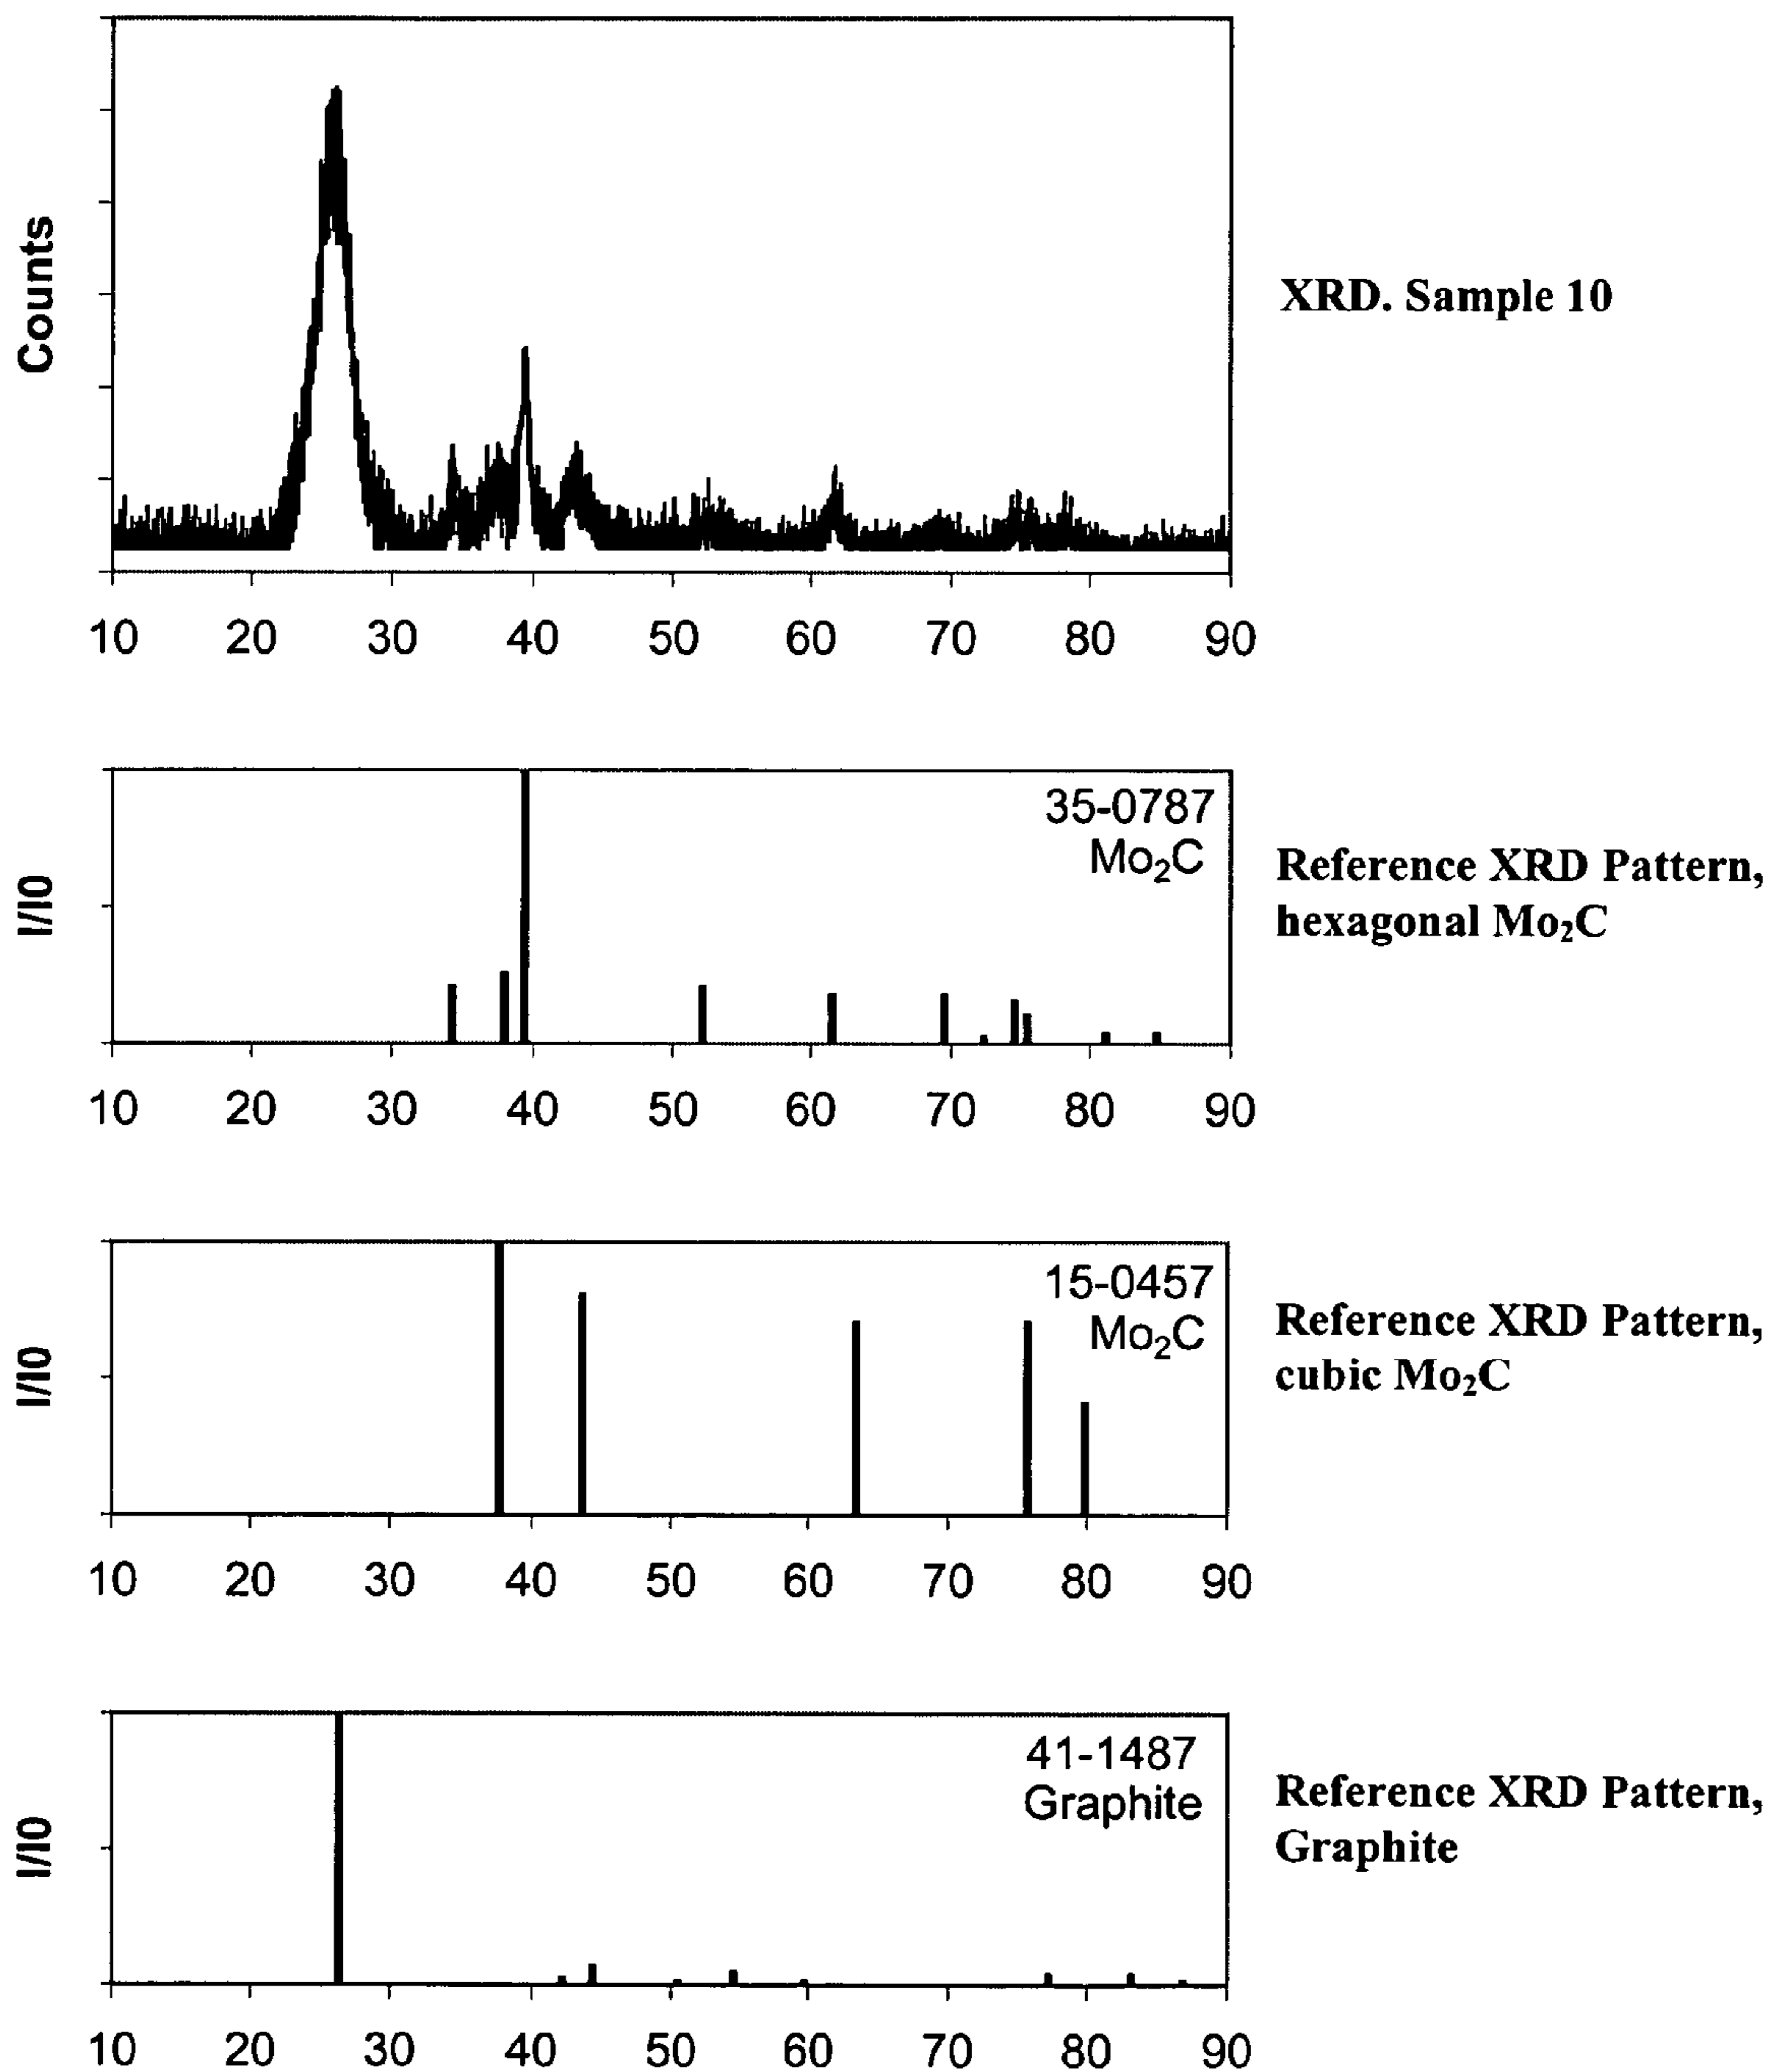 Counts
XRD. Sample 10
10 20 30 40 50 60 70 80 90
I/I0
35-0787
Mo₂C
Reference XRD Pattern,
hexagonal Mo₂C
10 20 30 40 50 60 70 80 90
I/I0
15-0457
Mo₂C
Reference XRD Pattern,
cubic Mo₂C
10 20 30 40 50 60 70 80 90
I/I0
41-1487
Graphite
Reference XRD Pattern,
Graphite
10 20 30 40 50 60 70 80 90